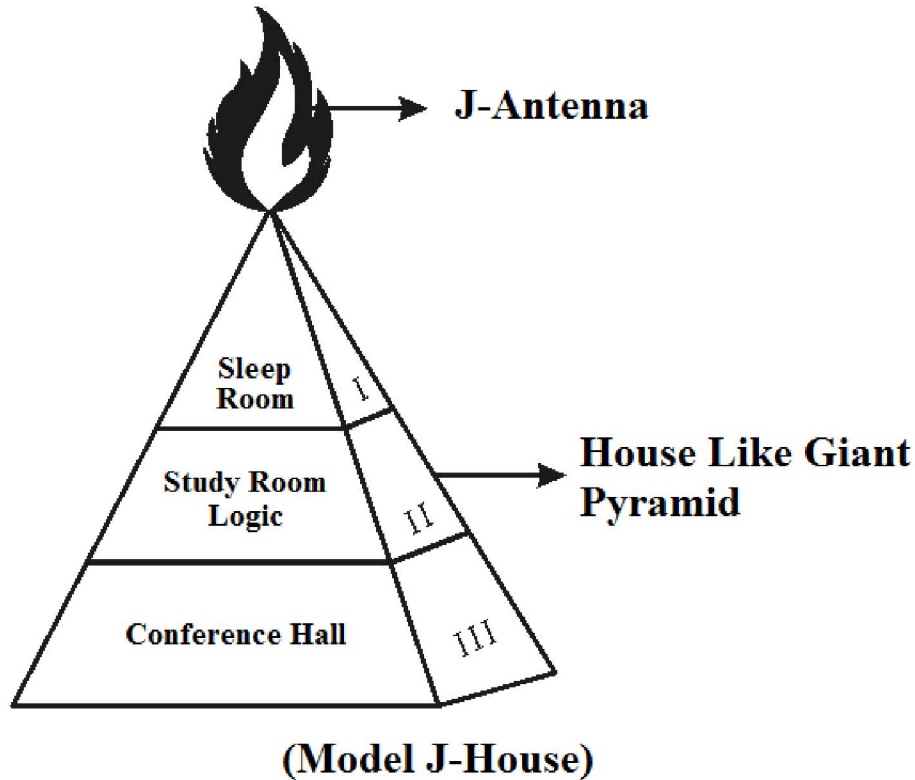 J-Antenna
Sleep
Room
I
House Like Giant
Pyramid
Study Room
Logic
II
Conference Hall
III
(Model J-House)